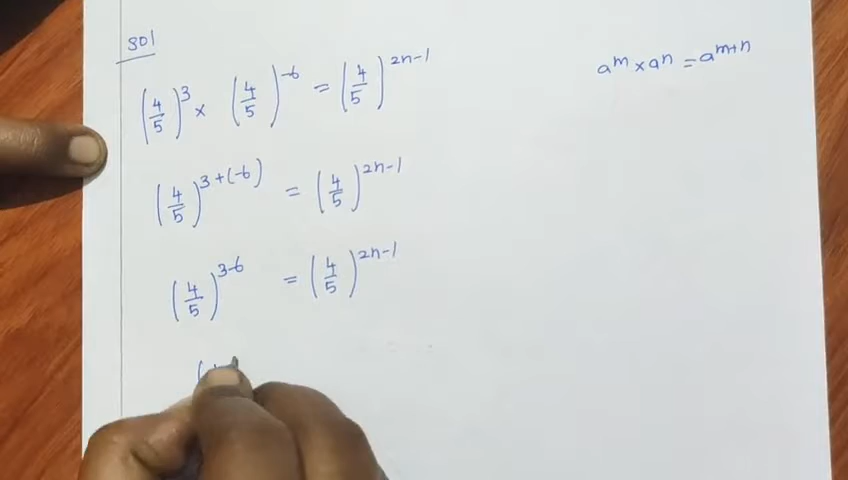 sol
(4/5)^3 × (4/5)^-6 = (4/5)^2n-1
a^m × a^n = a^m+n
(4/5)^3+(-6) = (4/5)^2n-1
(4/5)^3-6 = (4/5)^2n-1